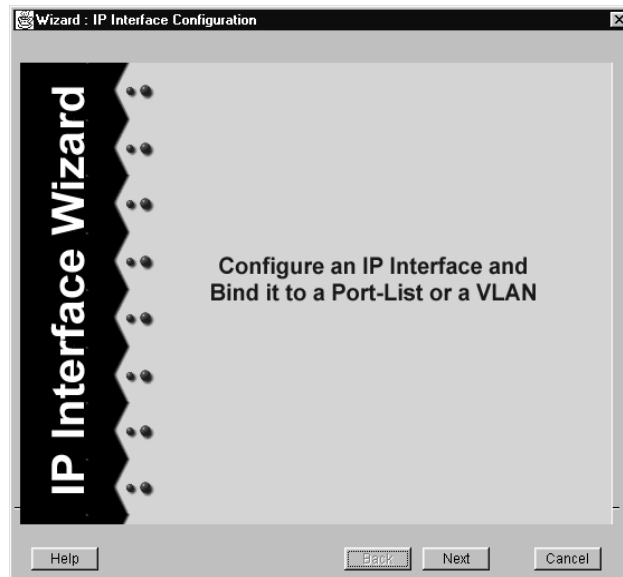 Wizard : IP Interface Configuration
IP Interface Wizard
Configure an IP Interface and
Bind it to a Port-List or a VLAN
Help
Back
Next
Cancel